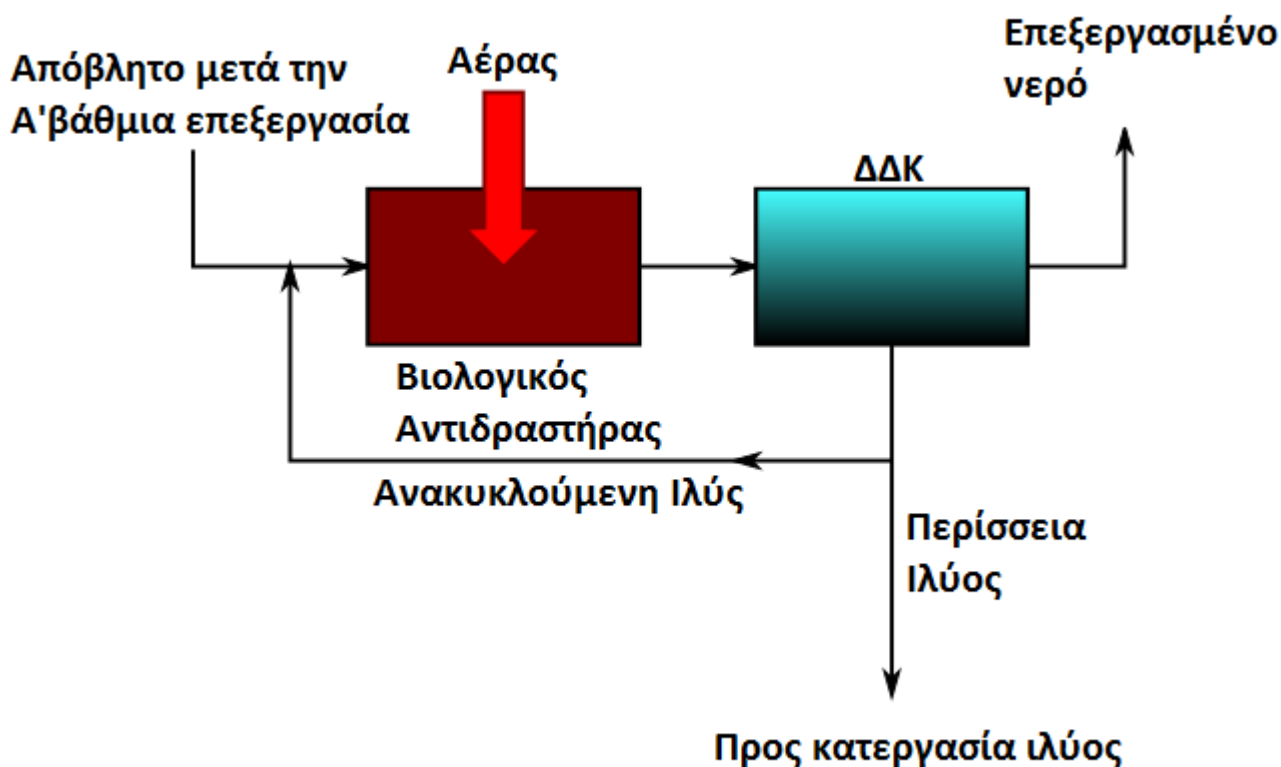 Απόβλητο μετά την
Α'βάθμια επεξεργασία
Αέρας
Επεξεργασμένο
νερό
ΔΔΚ
Βιολογικός
Αντιδραστήρας
Ανακυκλούμενη Ιλύς
Περίσσεια
Ιλύος
Προς κατεργασία ιλύος